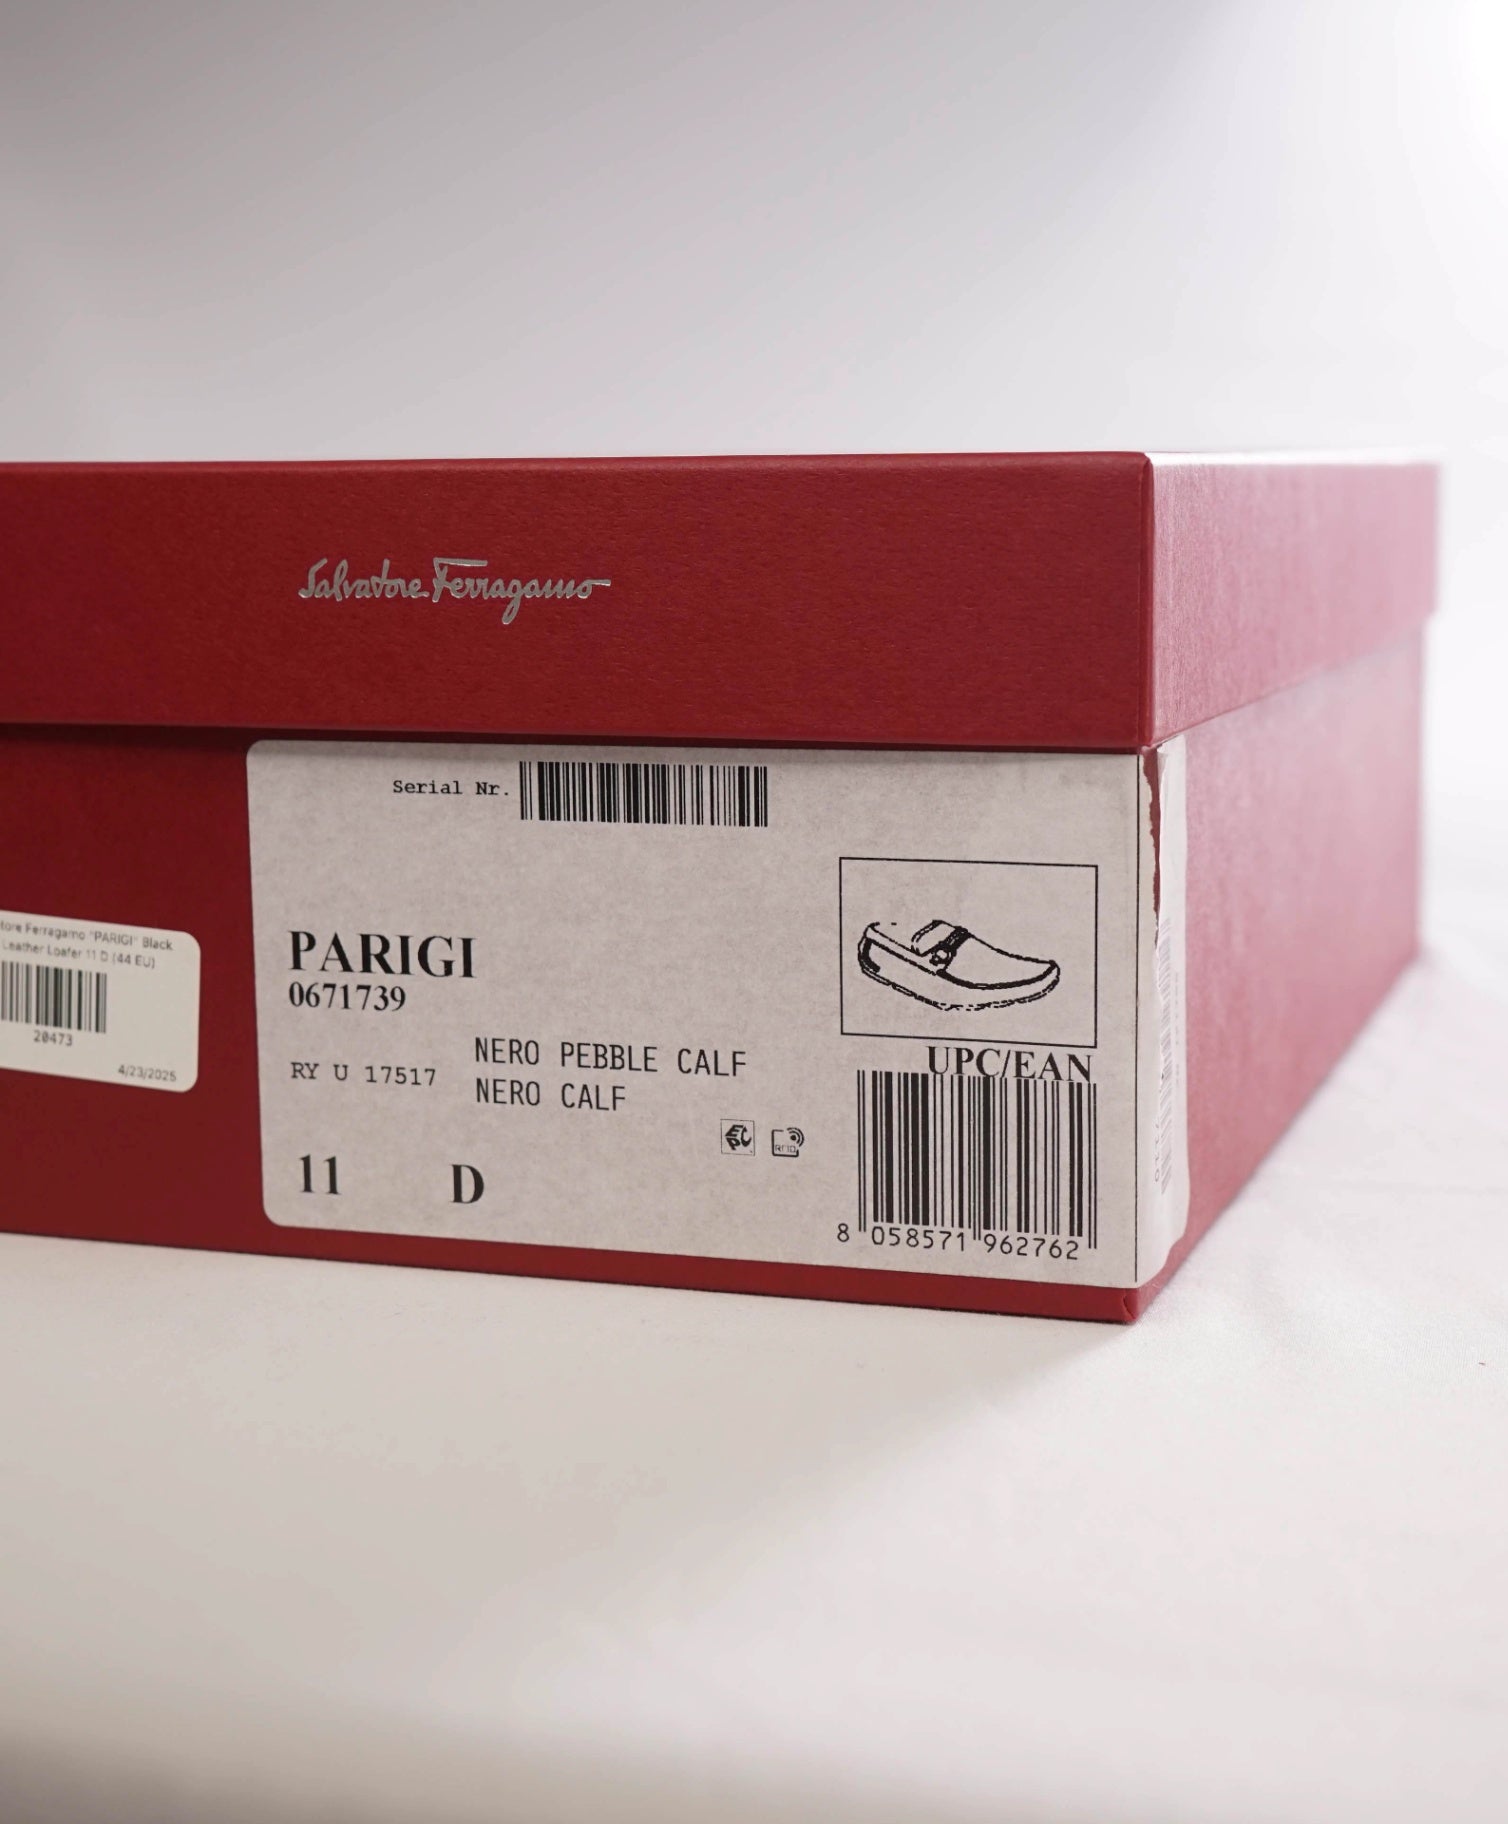 Salvatore Ferragamo
Serial Nr.
PARIGI
0671739
RY U 17517
NERO PEBBLE CALF
NERO CALF
11 D
UPC/EAN
8 058571 962762
RFID
tore Ferragamo "PARIGI" Black
Leather Loafer 11 D (44 EU)
20473
4/23/2025